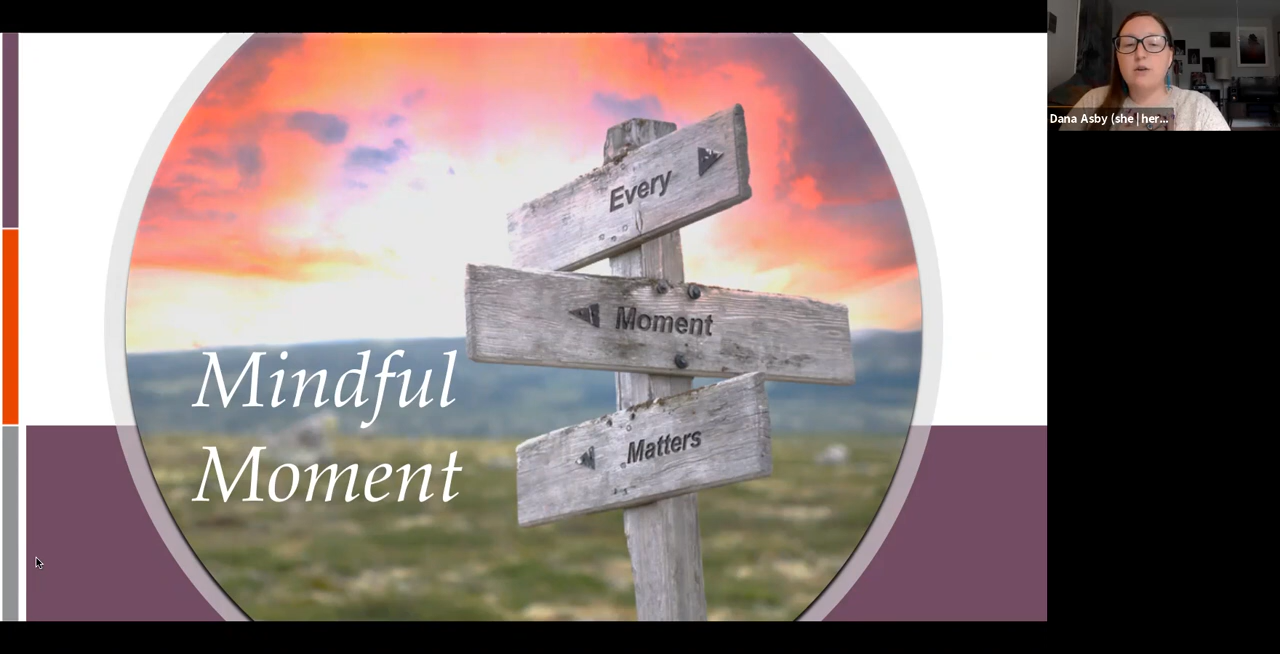 Every
Moment
Matters
Mindful
Moment
Dana Asby (she|her...